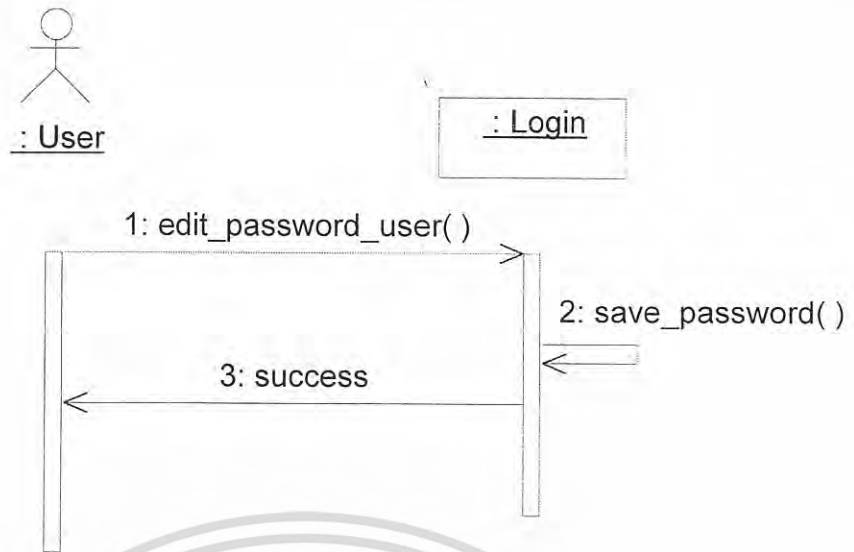 : User
: Login
1: edit_password_user( )
2: save_password( )
3: success